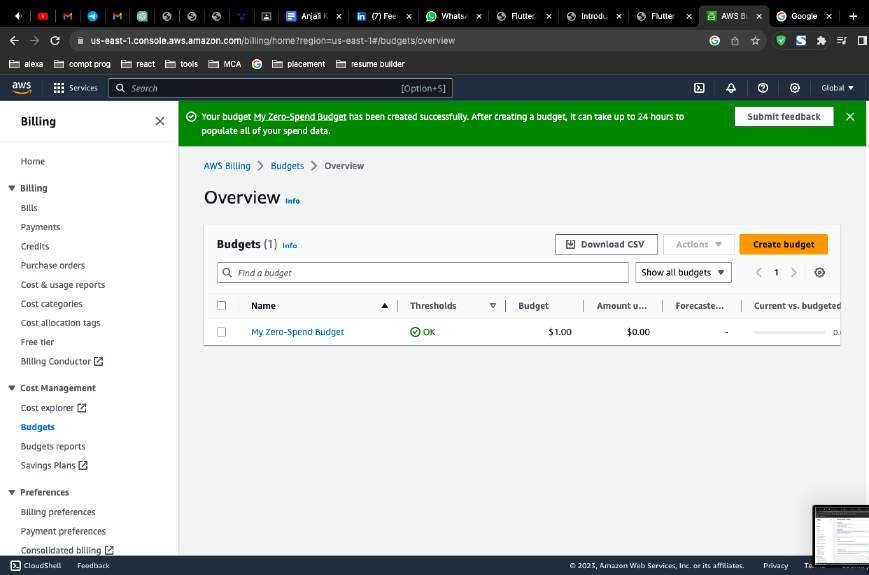 Anjali K
(7) Fee
Whats
Flutter
Introdu
Flutter
AWS B
Google
us-east-1.console.aws.amazon.com/billing/home?region=us-east-1#/budgets/overview
alexa
compt prog
react
tools
MCA
placement
resume builder
aws
Services
Search
[Option+S]
Global
Billing
Your budget My Zero-Spend Budget has been created successfully. After creating a budget, it can take up to 24 hours to
populate all of your spend data.
Submit feedback
Home
Billing
Bills
Payments
Credits
Purchase orders
Cost & usage reports
Cost categories
Cost allocation tags
Free tier
Billing Conductor
Cost Management
Cost explorer
Budgets
Budgets reports
Savings Plans
Preferences
Billing preferences
Payment preferences
Consolidated billing
AWS Billing > Budgets > Overview
Overview Info
Budgets (1) Info
Download CSV
Actions
Create budget
Find a budget
Show all budgets
1
Name
Thresholds
Budget
Amount u...
Forecaste...
Current vs. budgeted
My Zero-Spend Budget
OK
$1.00
$0.00
-
CloudShell
Feedback
© 2023, Amazon Web Services, Inc. or its affiliates.
Privacy